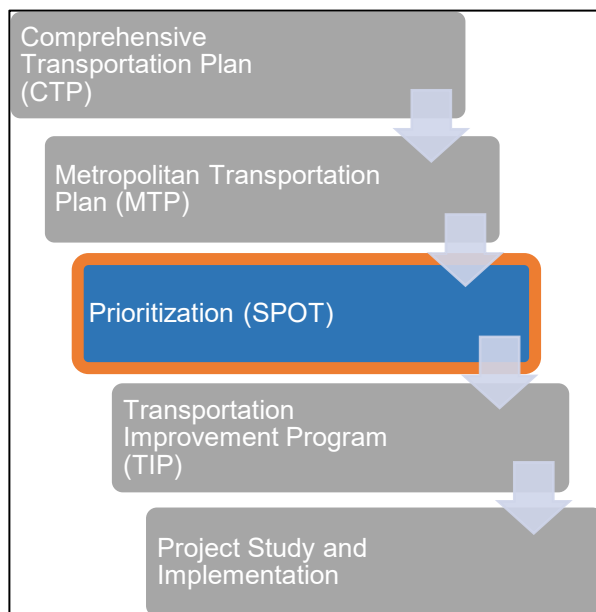 Comprehensive
Transportation Plan
(CTP)
Metropolitan Transportation
Plan (MTP)
Prioritization (SPOT)
Transportation
Improvement Program
(TIP)
Project Study and
Implementation